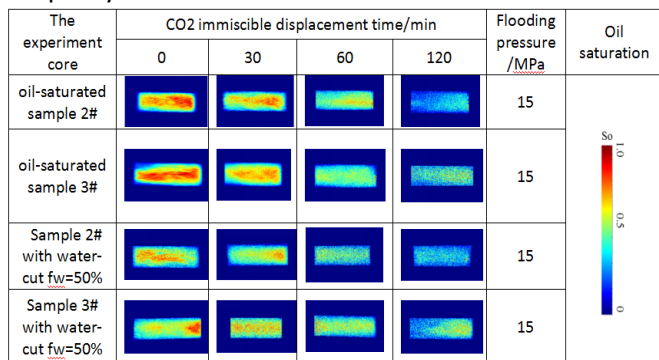 The experiment core
CO2 immiscible displacement time/min
0 30 60 120
Flooding pressure /MPa
Oil saturation
oil-saturated sample 2#
15
oil-saturated sample 3#
15
Sample 2# with water-cut fw=50%
15
Sample 3# with water-cut fw=50%
15
So
1.0
0.5
0